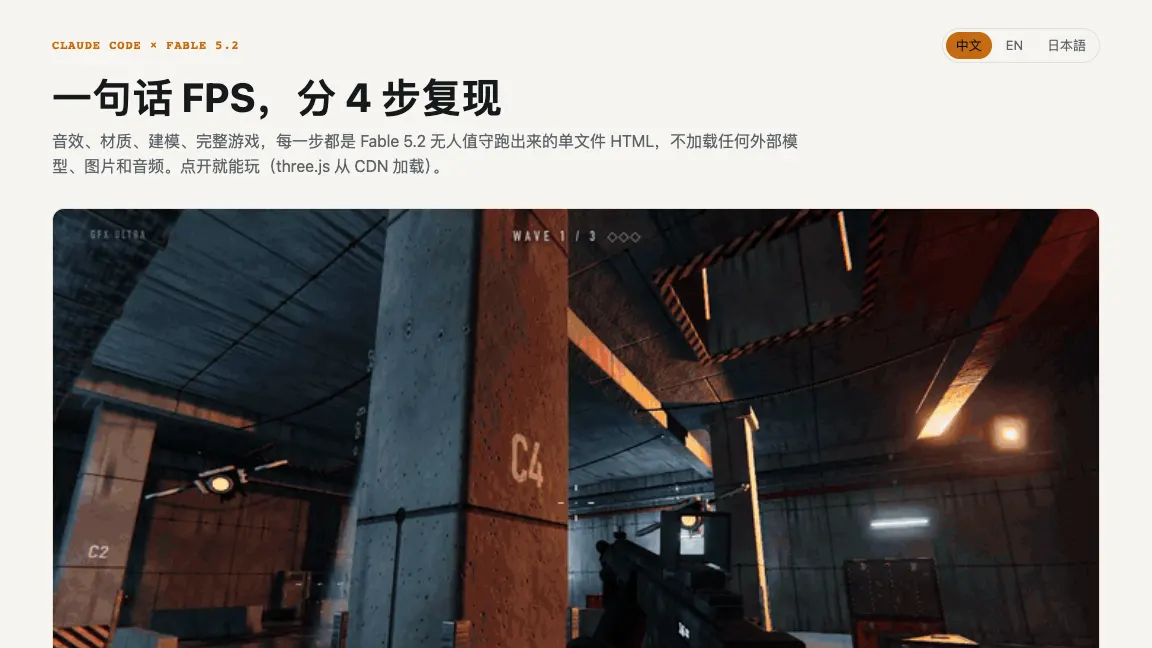 CLAUDE CODE × FABLE 5.2
中文 EN 日本語
一句话 FPS，分 4 步复现
音效、材质、建模、完整游戏，每一步都是 Fable 5.2 无人值守跑出来的单文件 HTML，不加载任何外部模
型、图片和音频。点开就能玩（three.js 从 CDN 加载）。
GFX ULTRA
WAVE 1 / 3
C4
C2